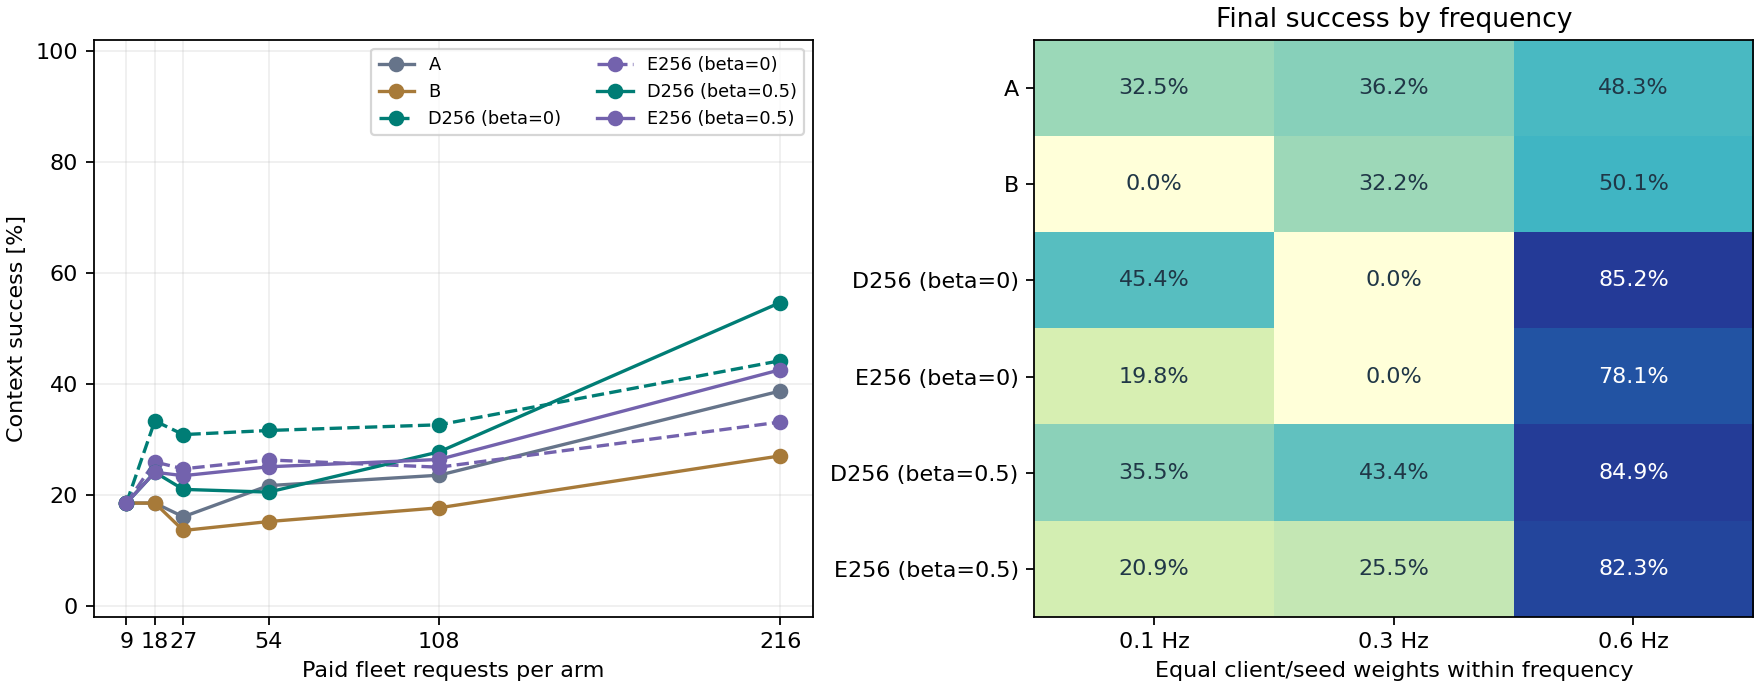 Context success [%]
100
80
60
40
20
0
A
B
D256 (beta=0)
E256 (beta=0)
D256 (beta=0.5)
E256 (beta=0.5)
9 18 27 54 108 216
Paid fleet requests per arm
Final success by frequency
A 32.5% 36.2% 48.3%
B 0.0% 32.2% 50.1%
D256 (beta=0) 45.4% 0.0% 85.2%
E256 (beta=0) 19.8% 0.0% 78.1%
D256 (beta=0.5) 35.5% 43.4% 84.9%
E256 (beta=0.5) 20.9% 25.5% 82.3%
0.1 Hz 0.3 Hz 0.6 Hz
Equal client/seed weights within frequency